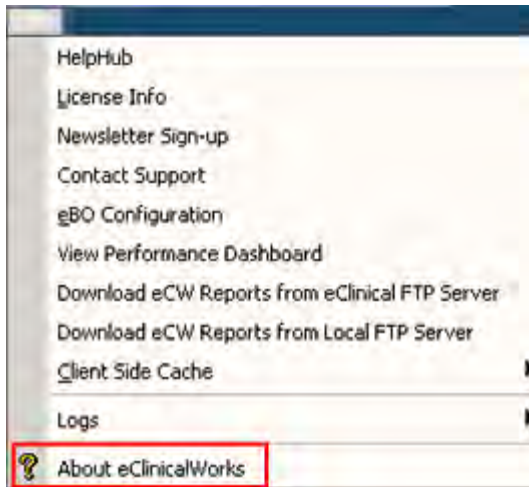 HelpHub
License Info
Newsletter Sign-up
Contact Support
eBO Configuration
View Performance Dashboard
Download eCW Reports from eClinical FTP Server
Download eCW Reports from Local FTP Server
Client Side Cache
Logs
About eClinicalWorks